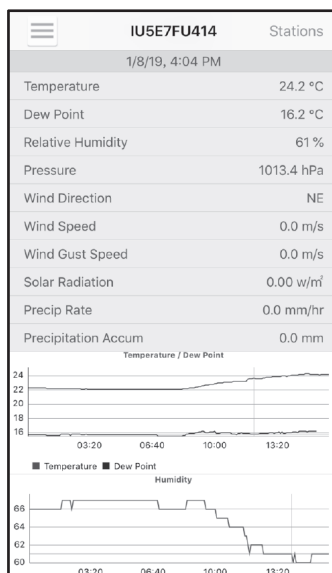 IU5E7FU414 Stations
1/8/19, 4:04 PM
Temperature 24.2 °C
Dew Point 16.2 °C
Relative Humidity 61 %
Pressure 1013.4 hPa
Wind Direction NE
Wind Speed 0.0 m/s
Wind Gust Speed 0.0 m/s
Solar Radiation 0.00 w/㎡
Precip Rate 0.0 mm/hr
Precipitation Accum 0.0 mm
Temperature / Dew Point
24
22
20
18
16
03:20 06:40 10:00 13:20
Temperature Dew Point
Humidity
66
64
62
60
03:20 06:40 10:00 13:20